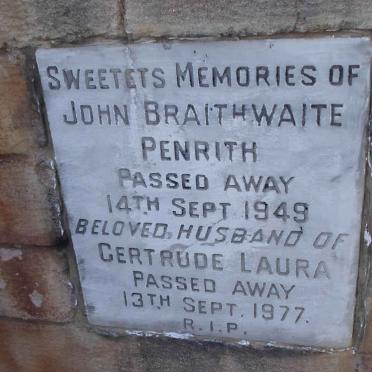 SWEETETS MEMORIES OF
JOHN BRAITHWAITE
PENRITH
PASSED AWAY
14TH SEPT 1949
BELOVED, HUSBAND OF
GERTRUDE LAURA
PASSED AWAY
13TH SEPT. 1977.
R.I.P.